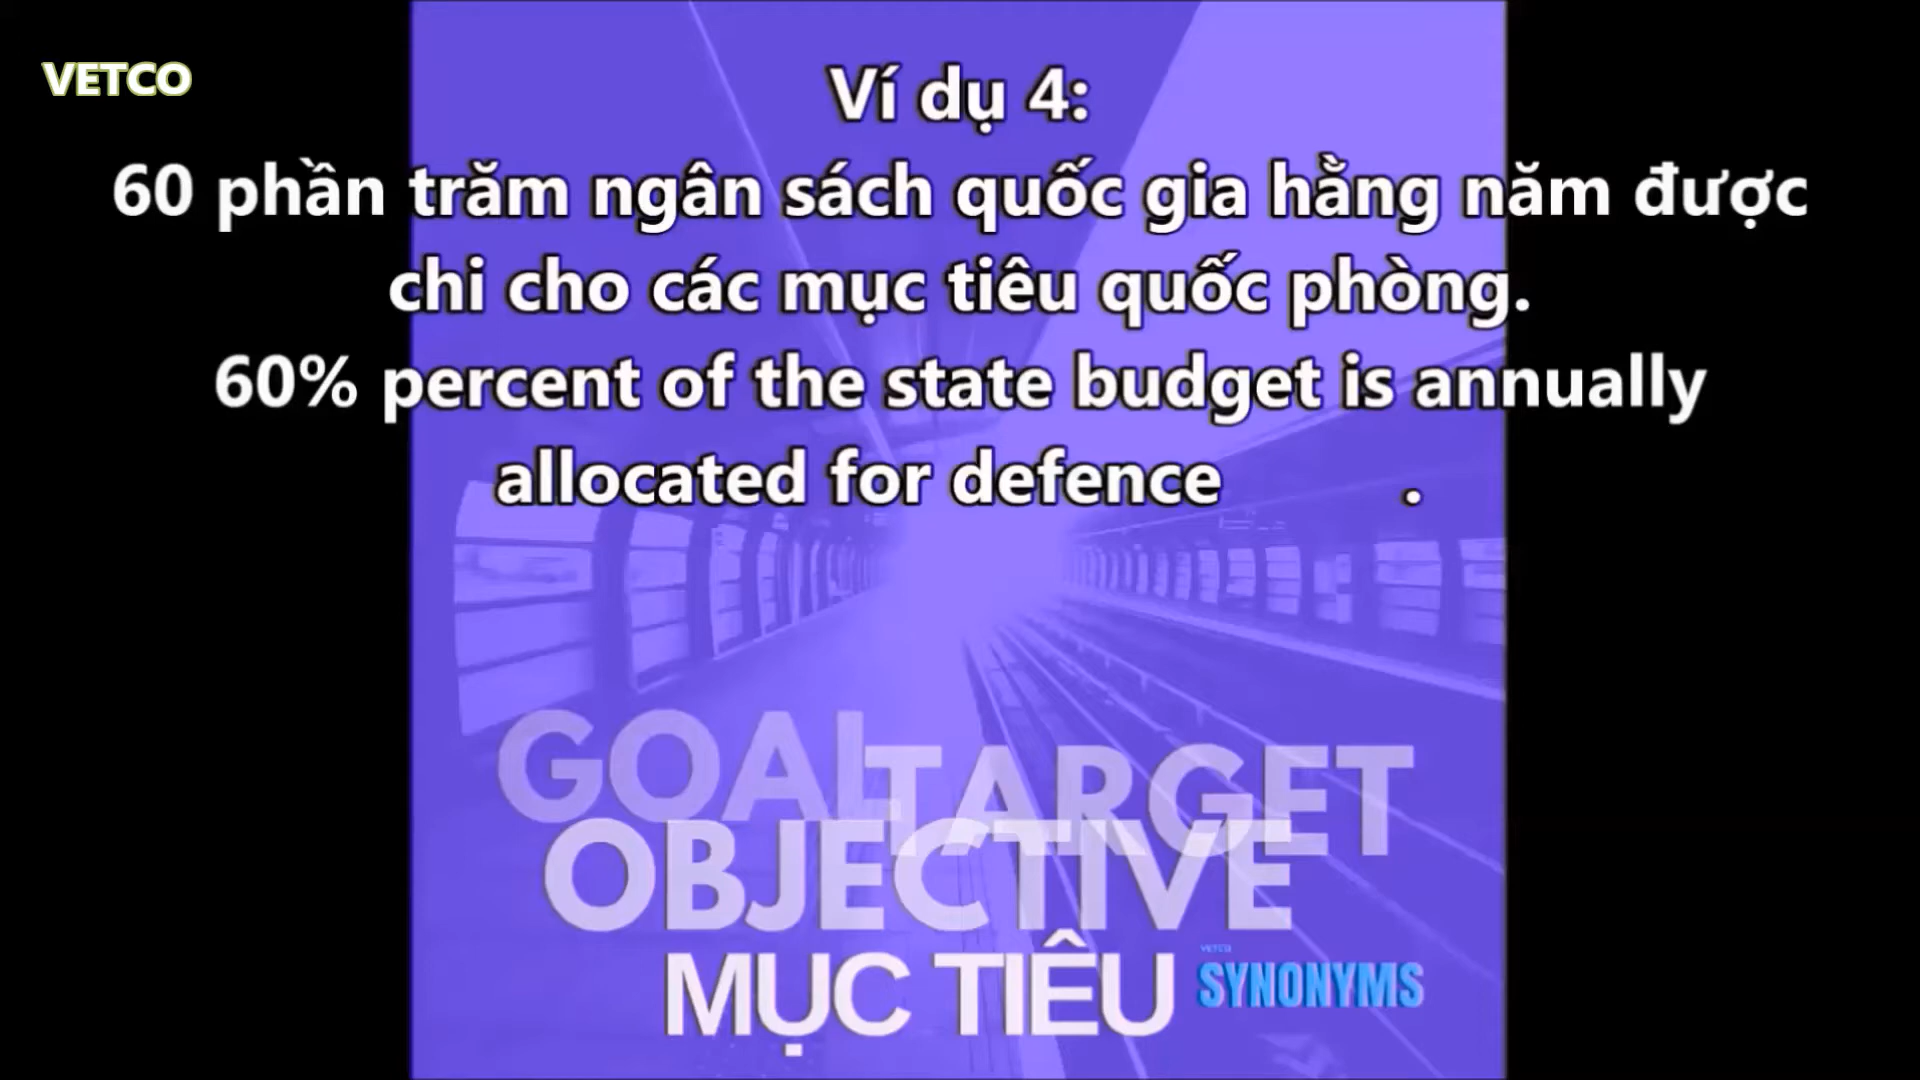 VETCO
Ví dụ 4:
60 phần trăm ngân sách quốc gia hằng năm được
chi cho các mục tiêu quốc phòng.
60% percent of the state budget is annually
allocated for defence .
GOAL
TARGET
OBJECTIVE
MỤC TIÊU
VETCO
SYNONYMS